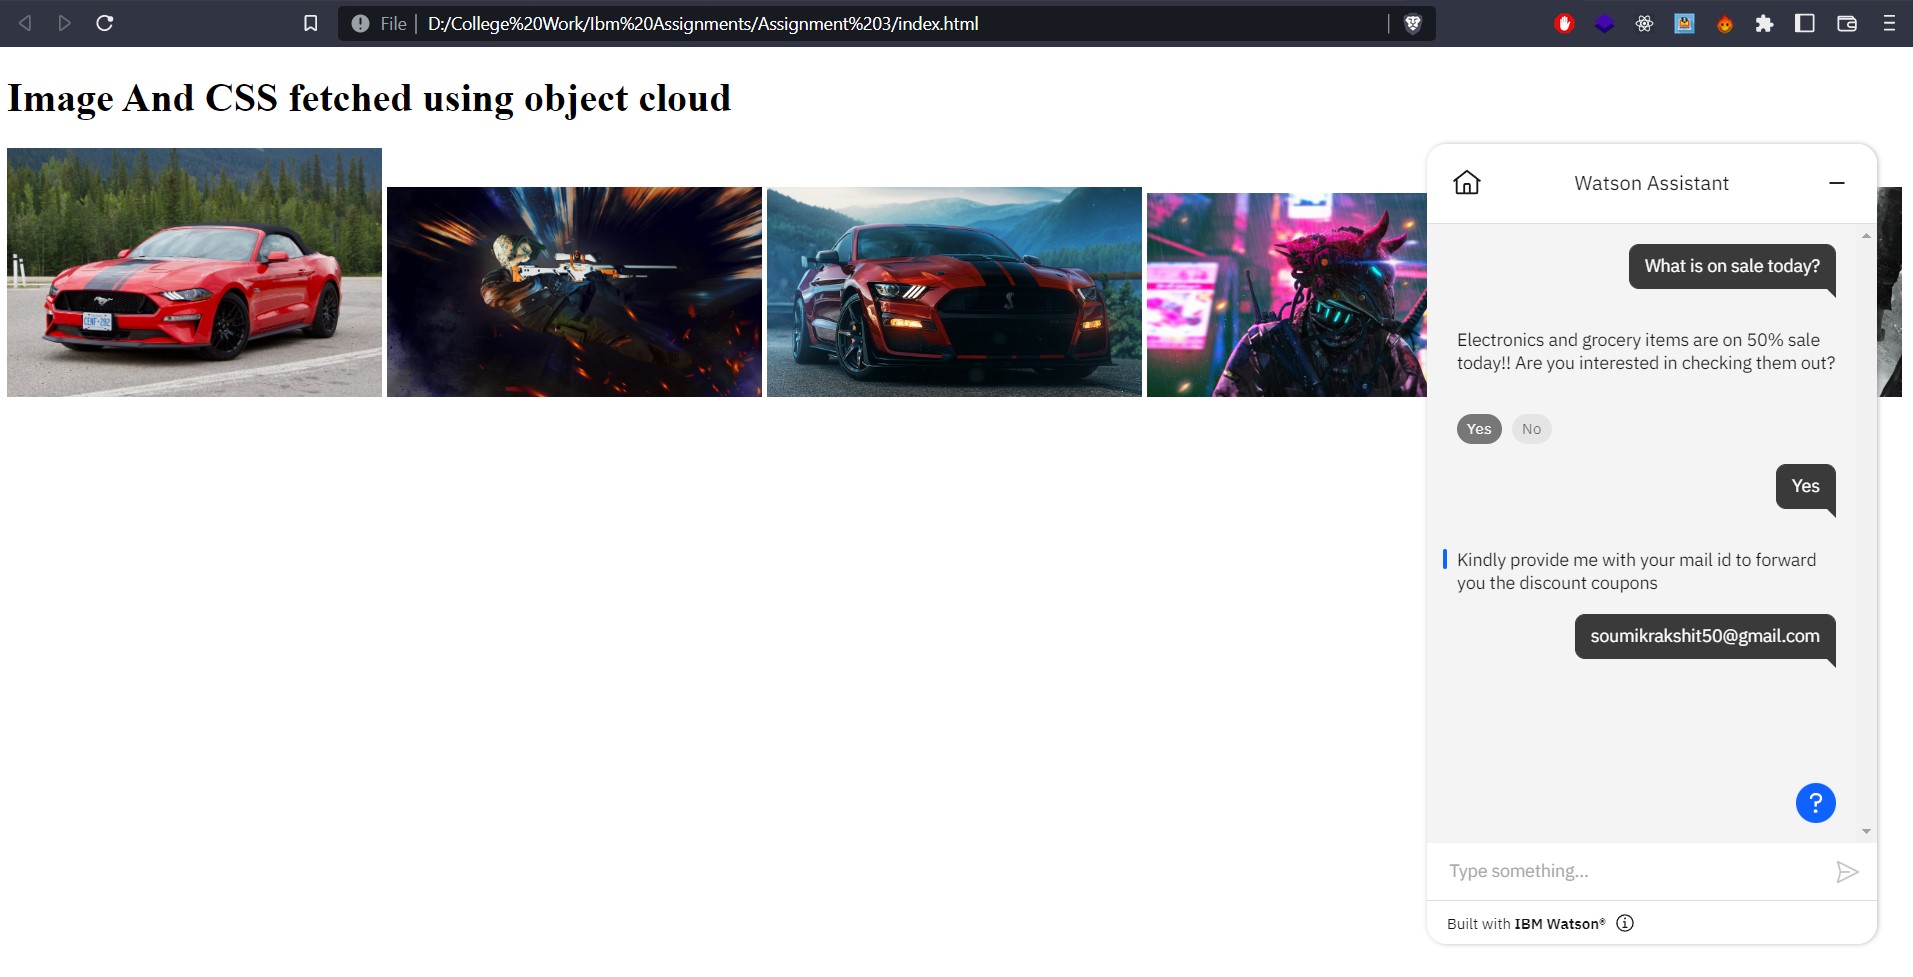 File | D:/College%20Work/Ibm%20Assignments/Assignment%203/index.html
Image And CSS fetched using object cloud
Watson Assistant
What is on sale today?
Electronics and grocery items are on 50% sale
today!! Are you interested in checking them out?
Yes No
Yes
Kindly provide me with your mail id to forward
you the discount coupons
soumikrakshit50@gmail.com
?
Type something...
Built with IBM Watson®